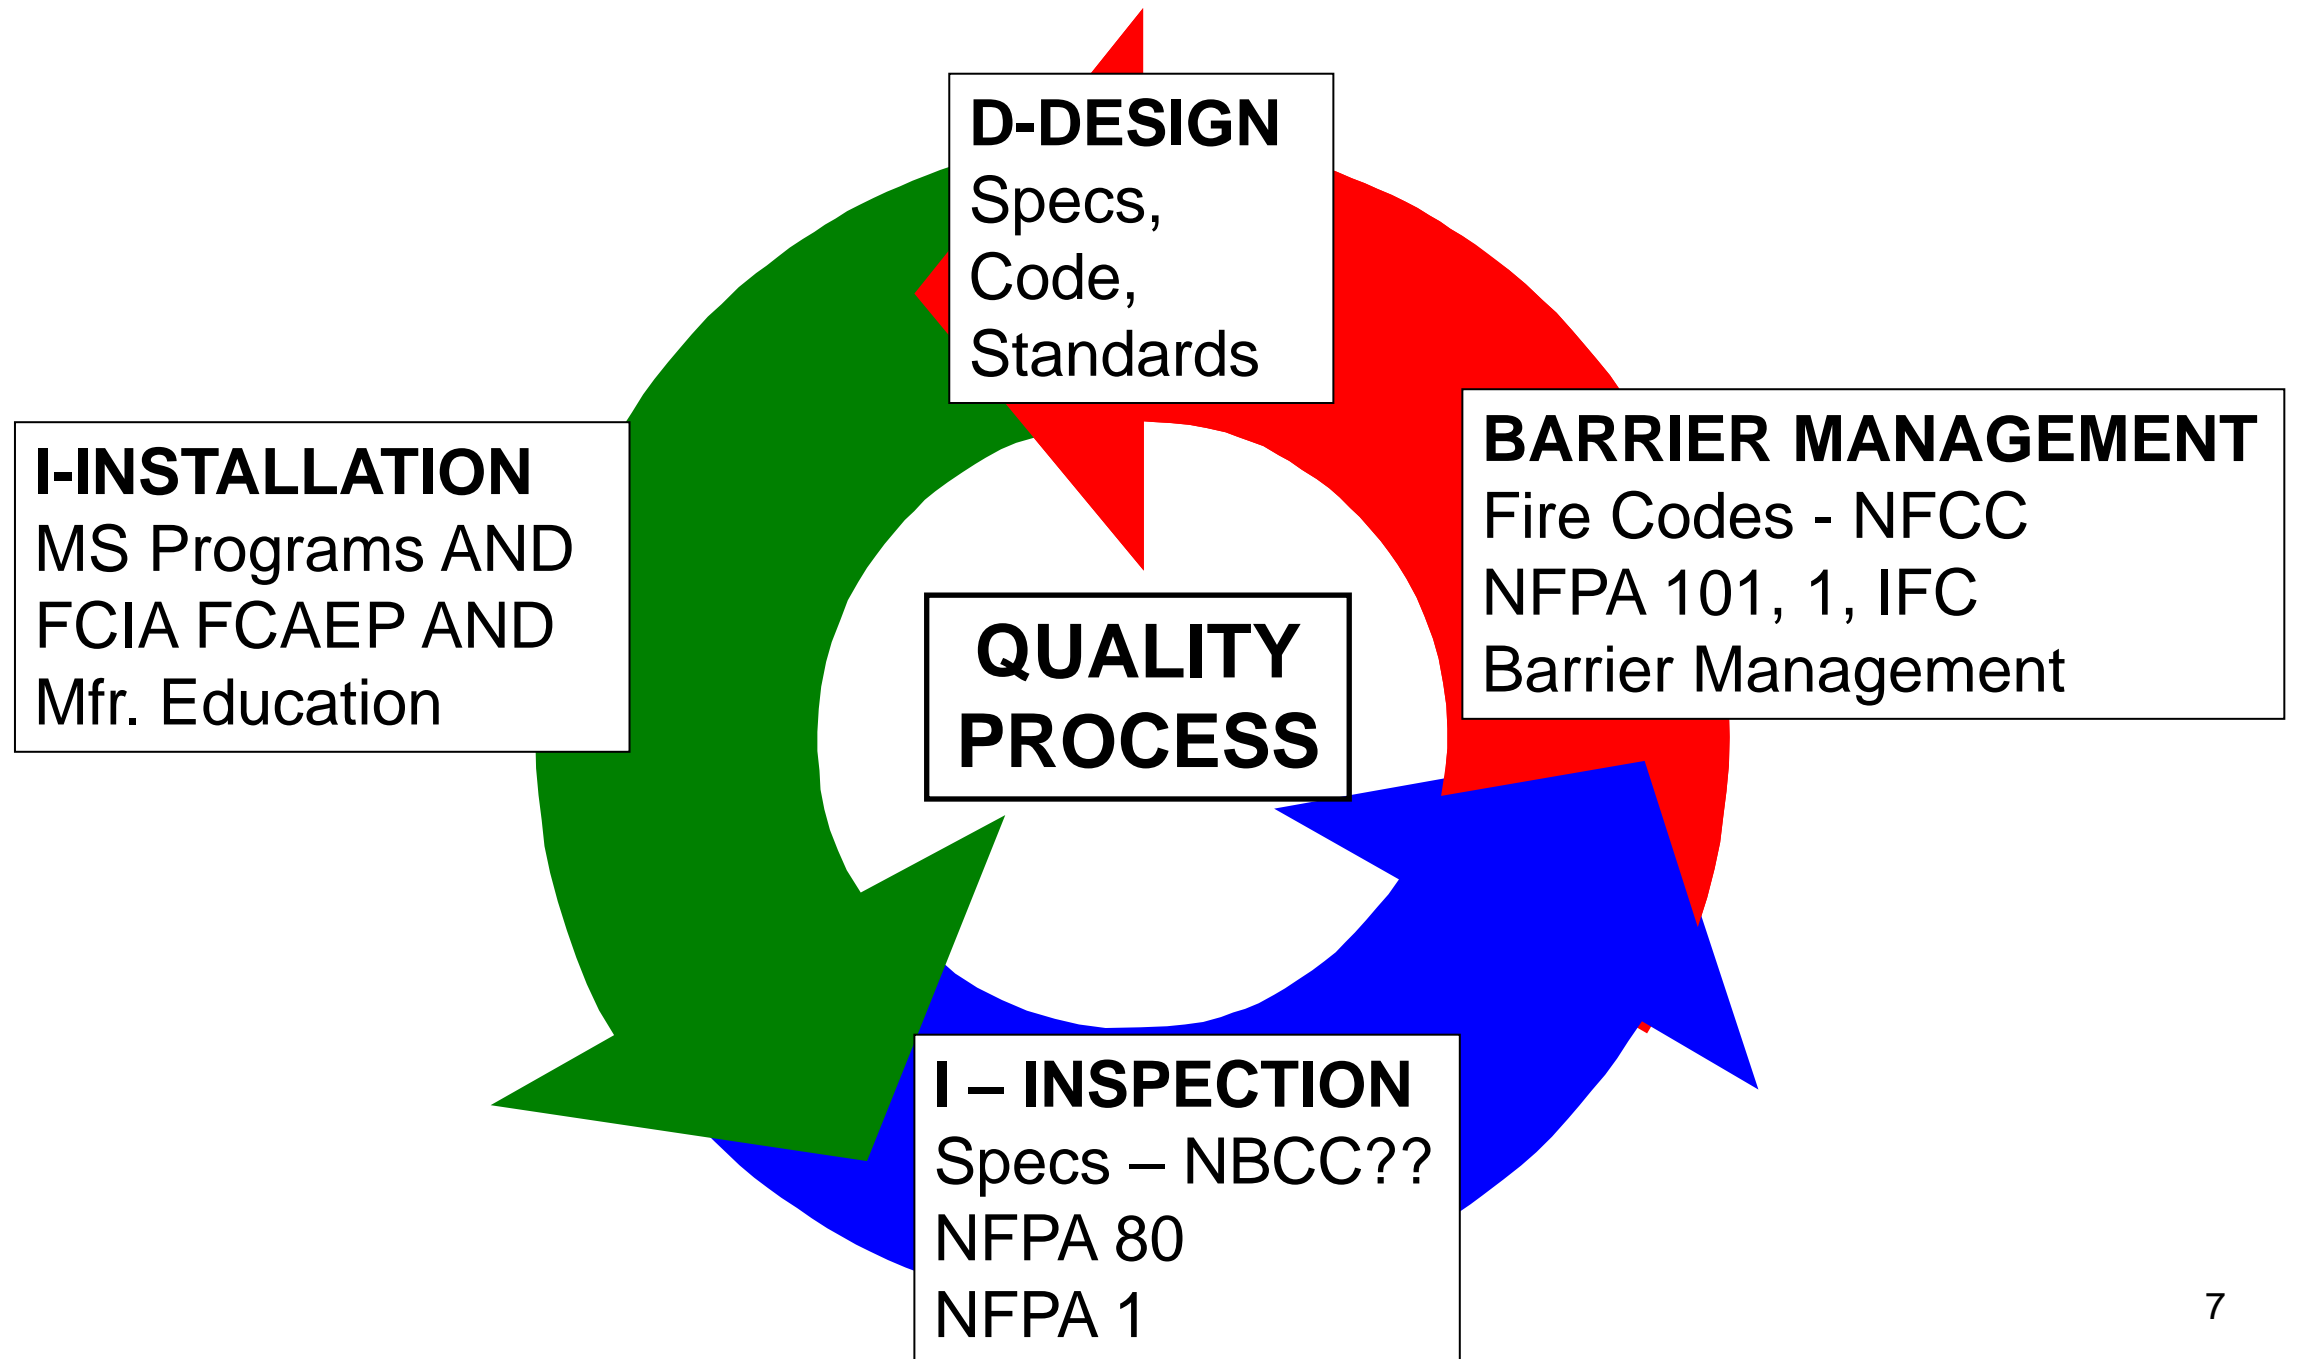 D-DESIGN
Specs,
Code,
Standards
I-INSTALLATION
MS Programs AND
FCIA FCAEP AND
Mfr. Education
BARRIER MANAGEMENT
Fire Codes - NFCC
NFPA 101, 1, IFC
Barrier Management
QUALITY
PROCESS
I – INSPECTION
Specs – NBCC??
NFPA 80
NFPA 1
7